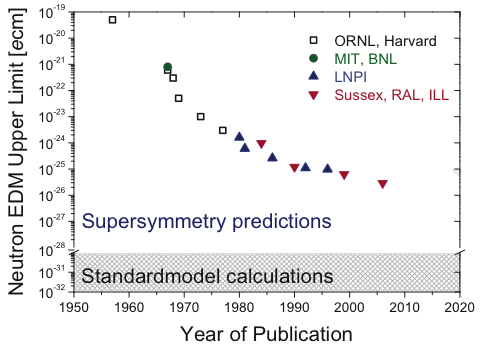 Neutron EDM Upper Limit [ecm]
10-19
10-20
10-21
10-22
10-23
10-24
10-25
10-26
10-27
10-28
10-31
10-32
ORNL, Harvard
MIT, BNL
LNPI
Sussex, RAL, ILL
Supersymmetry predictions
Standardmodel calculations
1950 1960 1970 1980 1990 2000 2010 2020
Year of Publication